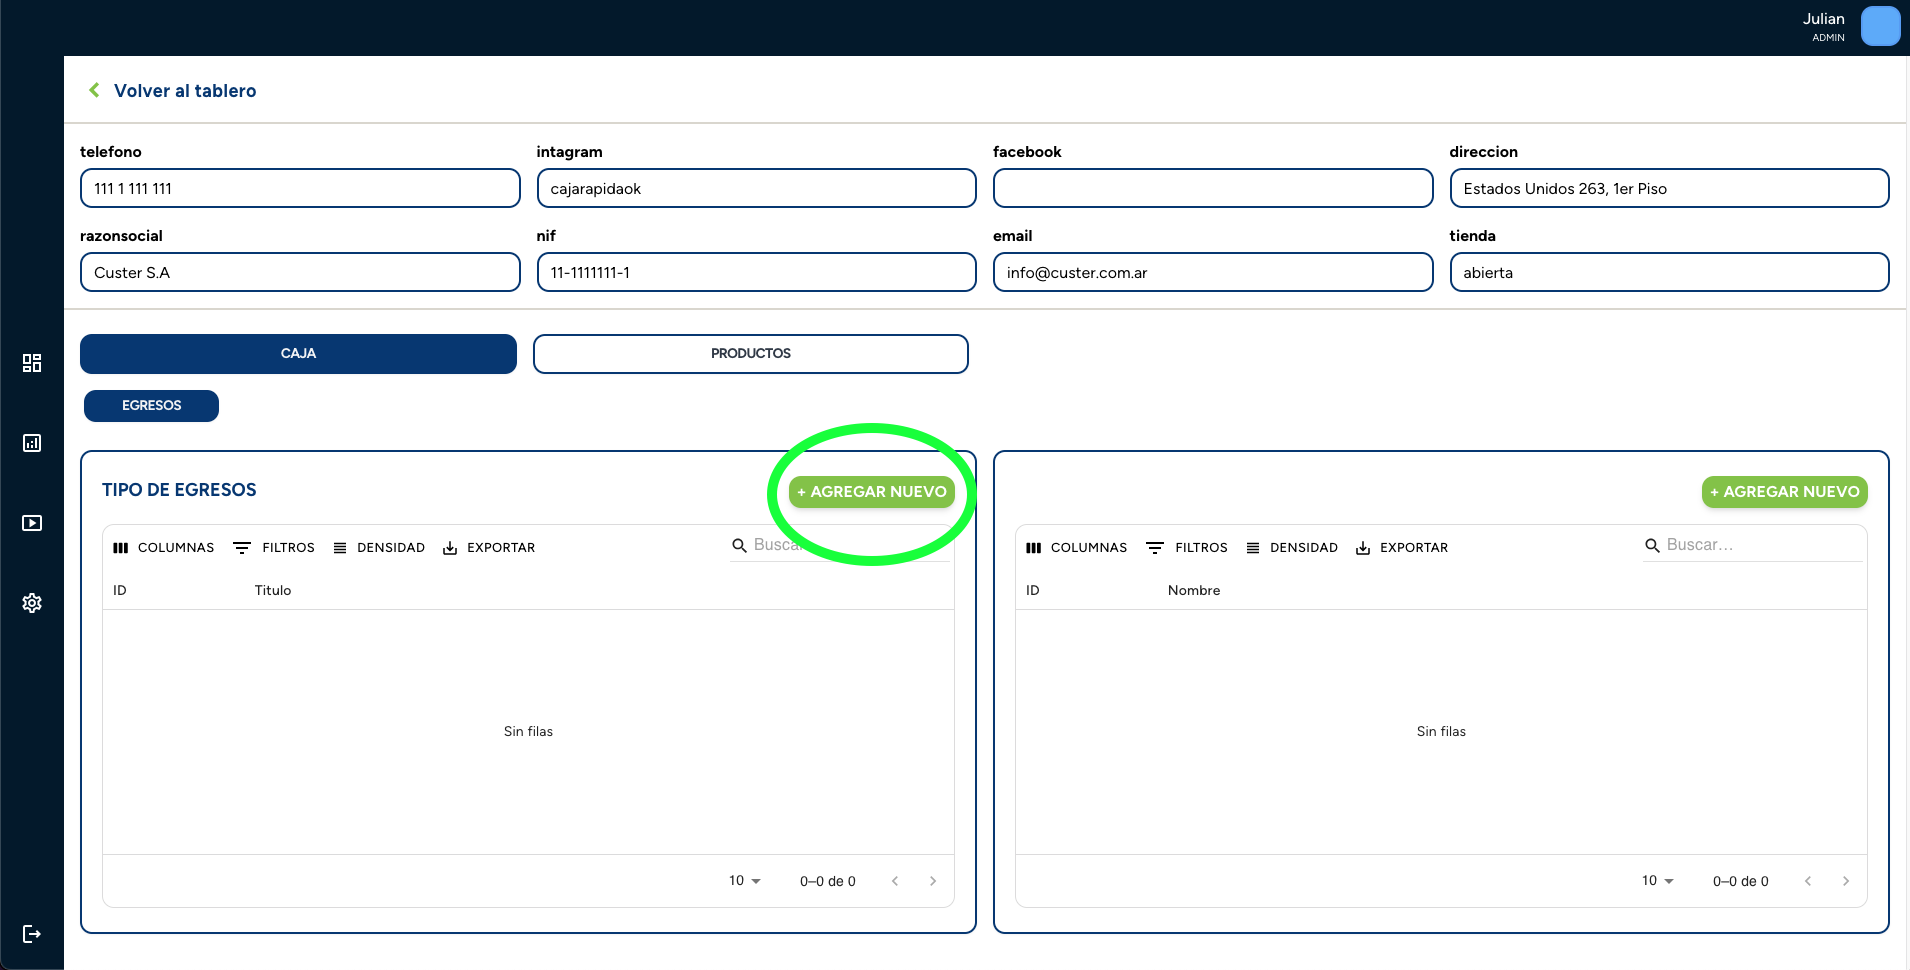 Julian
ADMIN
Volver al tablero
telefono intagram facebook direccion
111 1 111 111 cajarapidaok Estados Unidos 263, 1er Piso
razonsocial nif email tienda
Custer S.A 11-1111111-1 info@custer.com.ar abierta
CAJA PRODUCTOS
EGRESOS
TIPO DE EGRESOS + AGREGAR NUEVO
COLUMNAS FILTROS DENSIDAD EXPORTAR Buscar
ID Titulo
Sin filas
10 0–0 de 0
+ AGREGAR NUEVO
COLUMNAS FILTROS DENSIDAD EXPORTAR Buscar…
ID Nombre
Sin filas
10 0–0 de 0